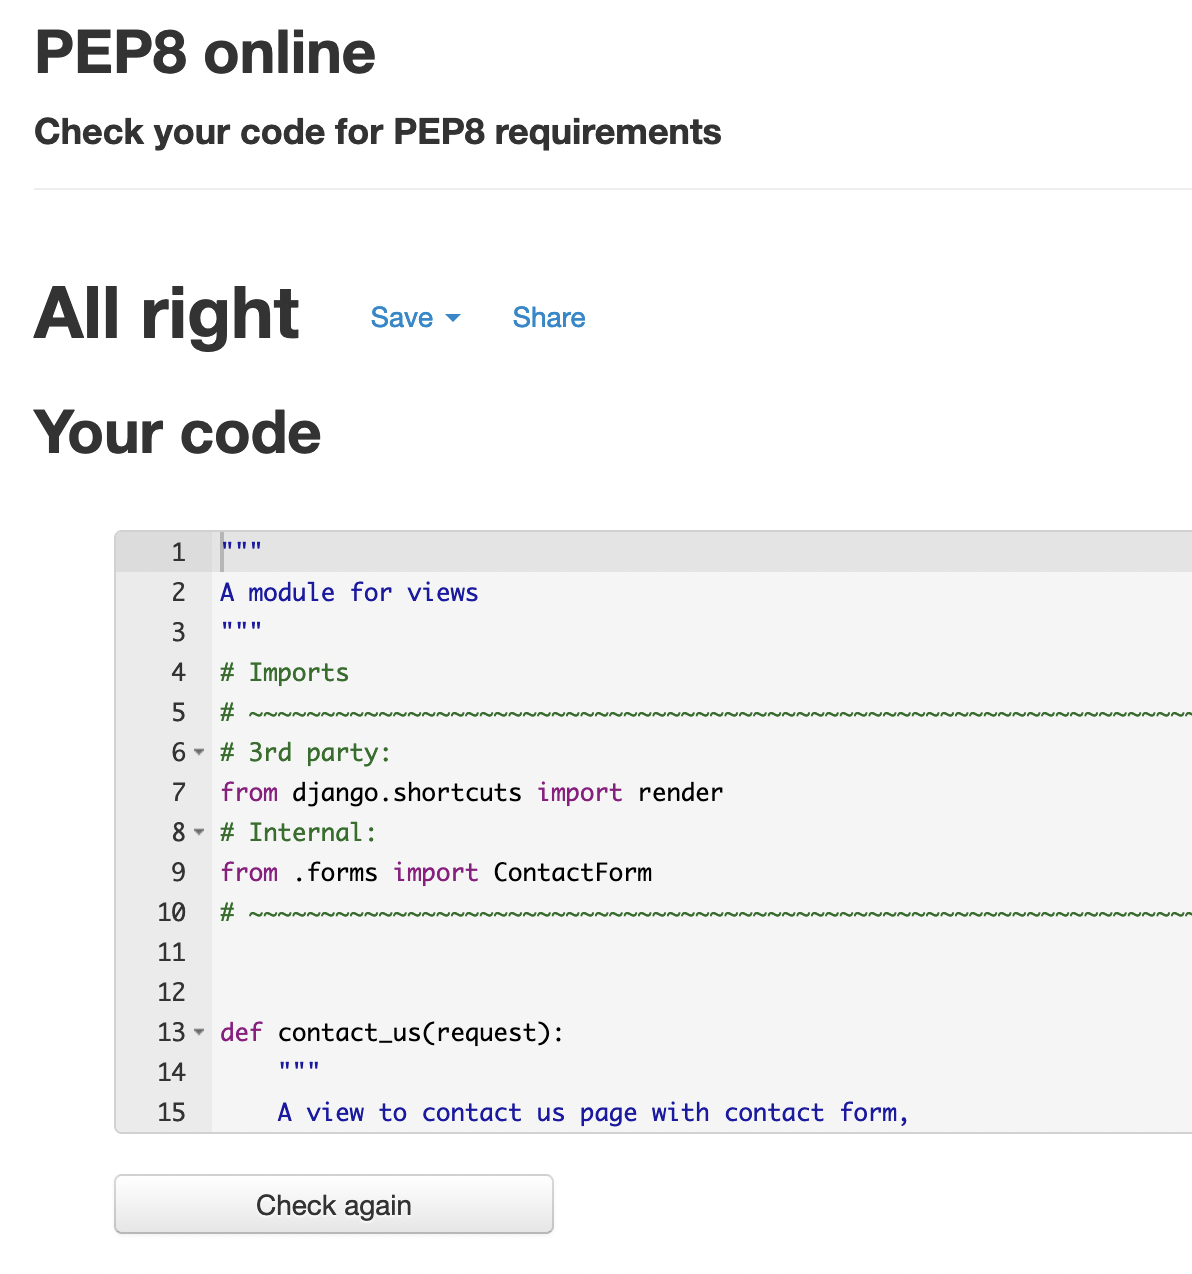 PEP8 online
Check your code for PEP8 requirements
All right
Save Share
Your code
1 """
2 A module for views
3 """
4 # Imports
5 # ~~~~~~~~~~~~~~~~~~~~~~~~~~~~~~~~~~~~~~~~~~~~~~~~~~~~~~~~~~~~~~~~~~
6 # 3rd party:
7 from django.shortcuts import render
8 # Internal:
9 from .forms import ContactForm
10 # ~~~~~~~~~~~~~~~~~~~~~~~~~~~~~~~~~~~~~~~~~~~~~~~~~~~~~~~~~~~~~~~~~~
11
12
13 def contact_us(request):
14     """
15     A view to contact us page with contact form,
Check again